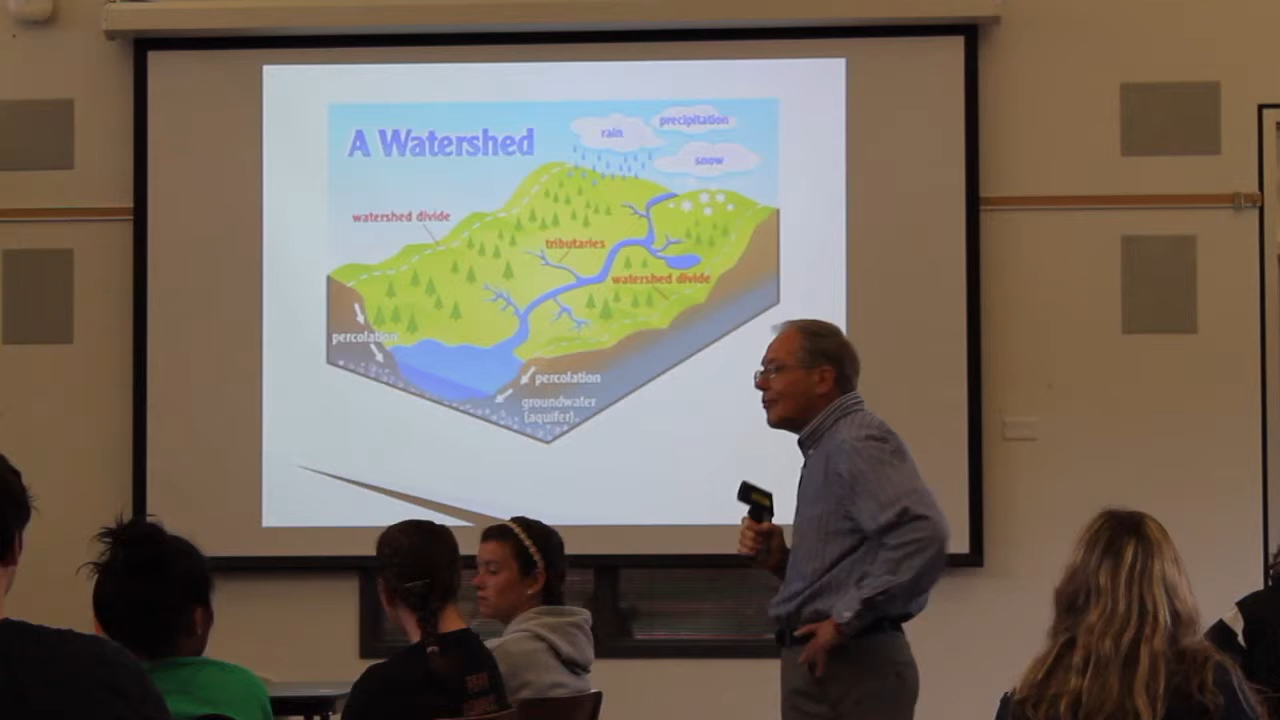 A Watershed
rain
precipitation
snow
watershed divide
tributaries
watershed divide
percolation
percolation
groundwater
(aquifer)